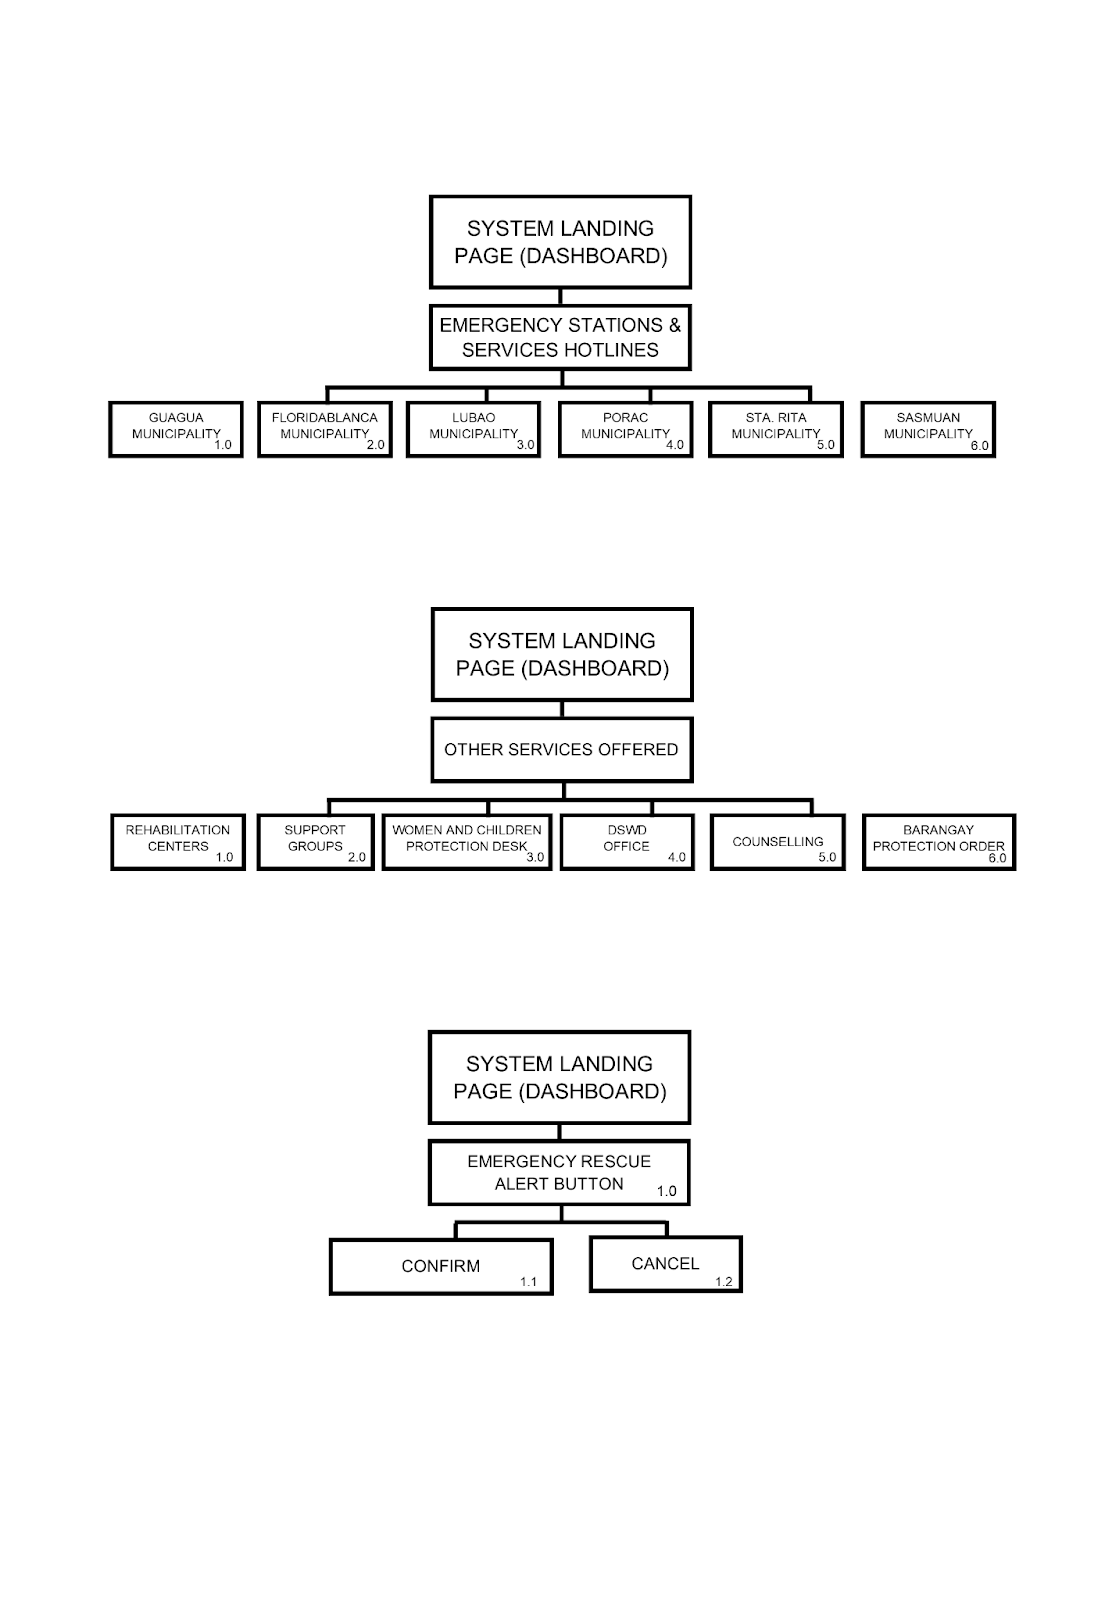 SYSTEM LANDING
PAGE (DASHBOARD)
EMERGENCY STATIONS &
SERVICES HOTLINES
GUAGUA
MUNICIPALITY
1.0
FLORIDABLANCA
MUNICIPALITY
2.0
LUBAO
MUNICIPALITY
3.0
PORAC
MUNICIPALITY
4.0
STA. RITA
MUNICIPALITY
5.0
SASMUAN
MUNICIPALITY
6.0
SYSTEM LANDING
PAGE (DASHBOARD)
OTHER SERVICES OFFERED
REHABILITATION
CENTERS
1.0
SUPPORT
GROUPS
2.0
WOMEN AND CHILDREN
PROTECTION DESK
3.0
DSWD
OFFICE
4.0
COUNSELLING
5.0
BARANGAY
PROTECTION ORDER
6.0
SYSTEM LANDING
PAGE (DASHBOARD)
EMERGENCY RESCUE
ALERT BUTTON
1.0
CONFIRM
1.1
CANCEL
1.2